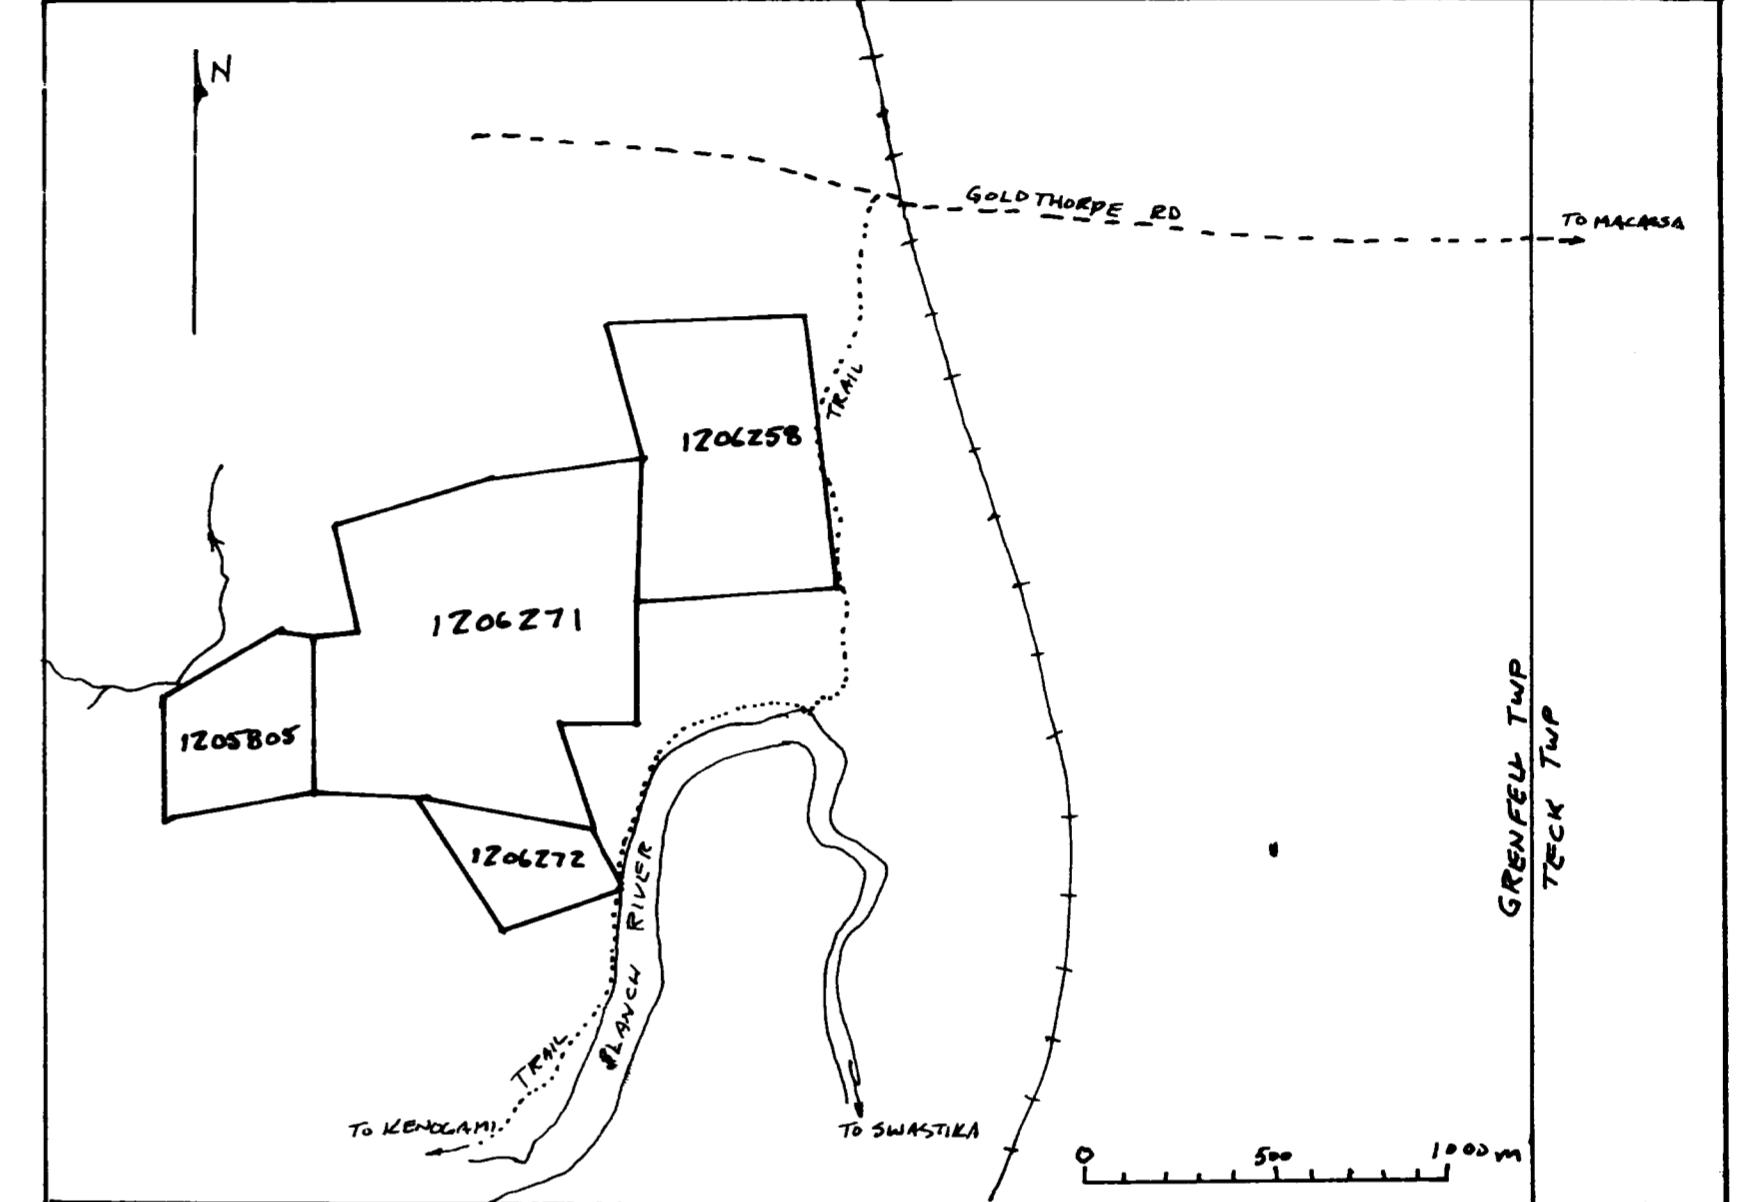 N
GOLDTHORPE RD
TO MACASSA
TRAIL
1206258
1206271
1205805
1206272
BLANCH RIVER
GRENFELL TWP
TECK TWP
TRAIL
TO KENOGAMI
TO SWASTIKA
0 500 1000 m